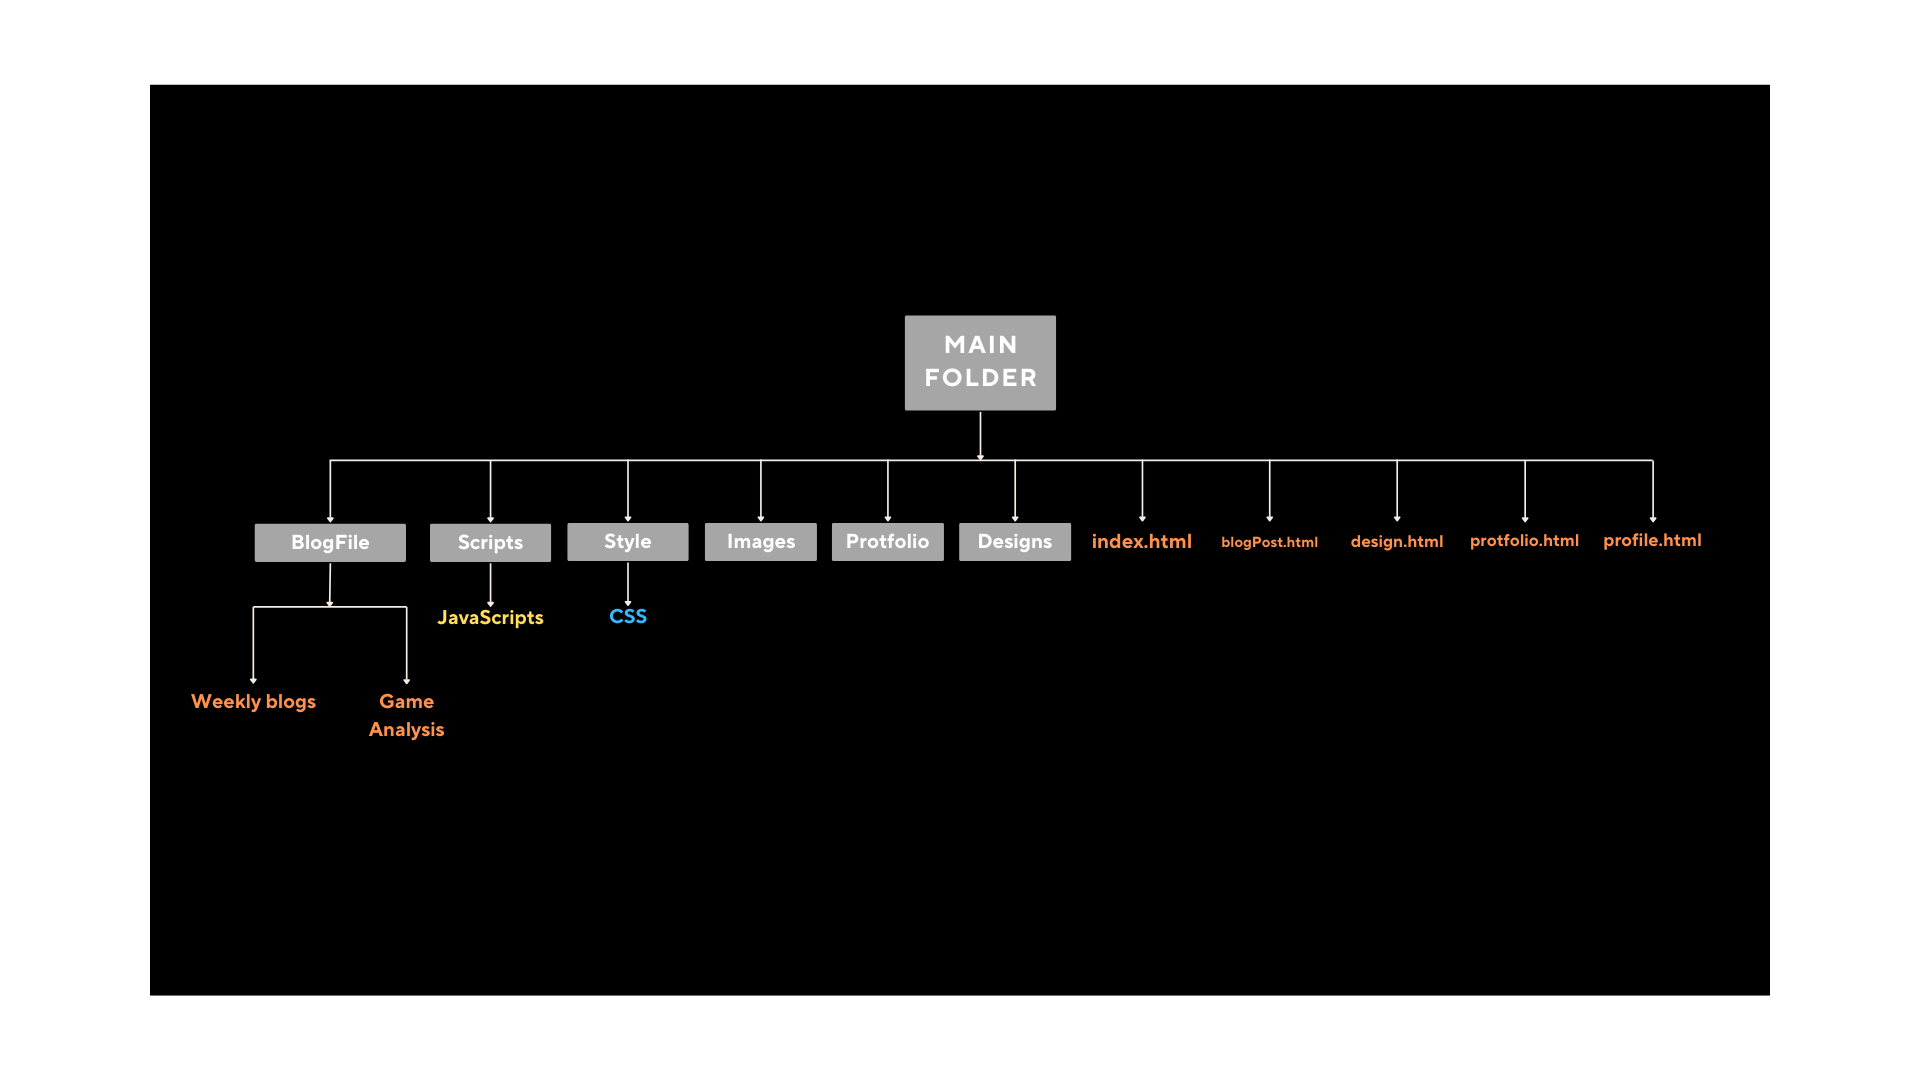 MAIN
FOLDER
BlogFile
Scripts
Style
Images
Protfolio
Designs
index.html
blogPost.html
design.html
protfolio.html
profile.html
JavaScripts
CSS
Weekly blogs
Game
Analysis